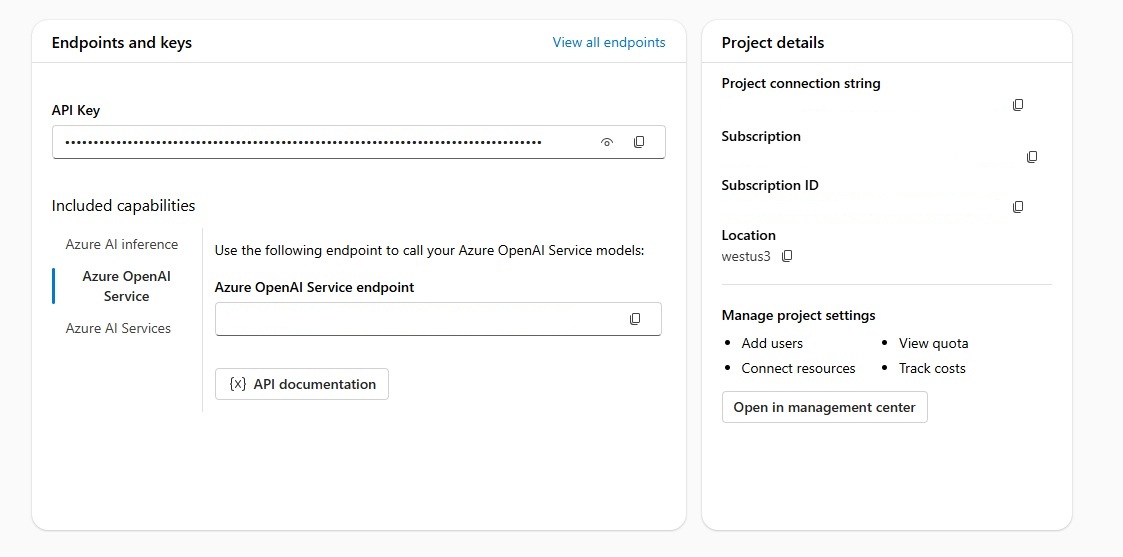 Endpoints and keys
View all endpoints
API Key
••••••••••••••••••••••••••••••••••••••••••••••••••••••••••••••••••••••••••••••••••••
Included capabilities
Azure AI inference
Azure OpenAI
Service
Azure AI Services
Use the following endpoint to call your Azure OpenAI Service models:
Azure OpenAI Service endpoint
{x} API documentation
Project details
Project connection string
Subscription
Subscription ID
Location
westus3
Manage project settings
• Add users
• View quota
• Connect resources
• Track costs
Open in management center